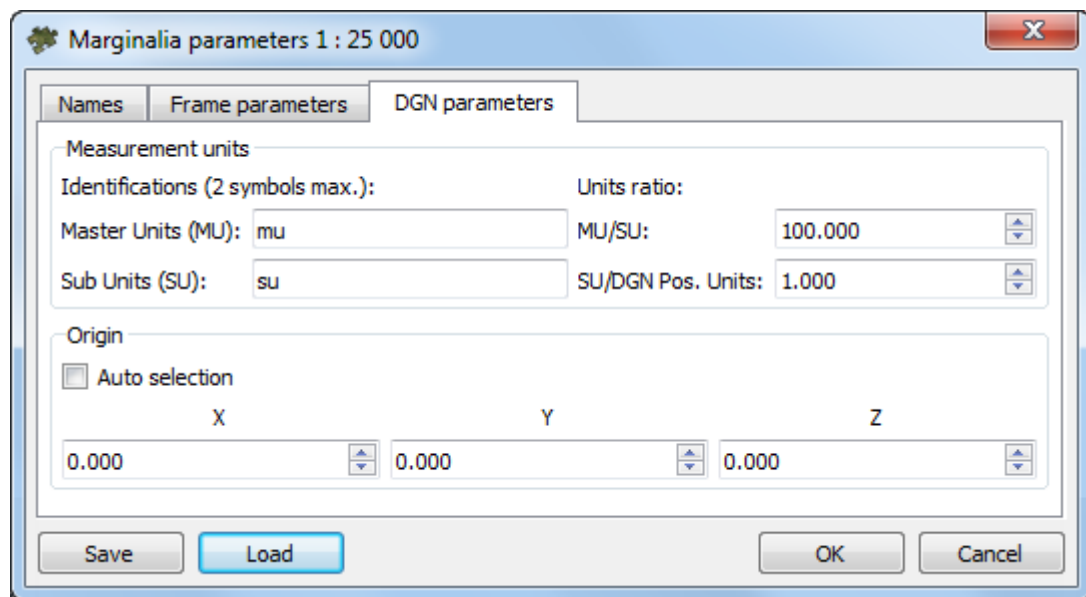 Marginalia parameters 1 : 25 000
Names Frame parameters DGN parameters
Measurement units
Identifications (2 symbols max.): Units ratio:
Master Units (MU): mu MU/SU: 100.000
Sub Units (SU): su SU/DGN Pos. Units: 1.000
Origin
Auto selection
X Y Z
0.000 0.000 0.000
Save Load OK Cancel